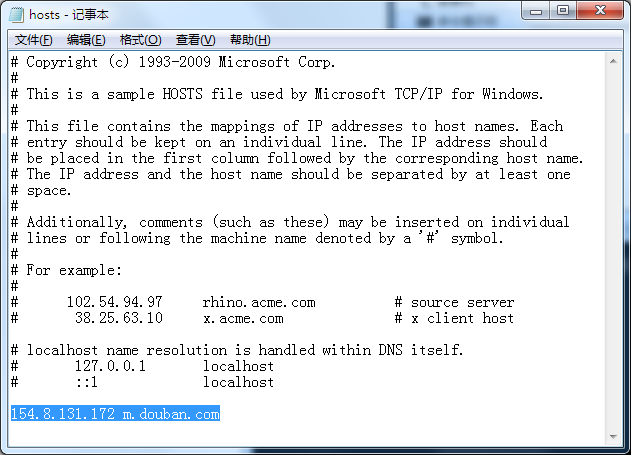 hosts - 记事本
文件(F) 编辑(E) 格式(O) 查看(V) 帮助(H)
# Copyright (c) 1993-2009 Microsoft Corp.
#
# This is a sample HOSTS file used by Microsoft TCP/IP for Windows.
#
# This file contains the mappings of IP addresses to host names. Each
# entry should be kept on an individual line. The IP address should
# be placed in the first column followed by the corresponding host name.
# The IP address and the host name should be separated by at least one
# space.
#
# Additionally, comments (such as these) may be inserted on individual
# lines or following the machine name denoted by a '#' symbol.
#
# For example:
#
#      102.54.94.97     rhino.acme.com          # source server
#       38.25.63.10     x.acme.com              # x client host

# localhost name resolution is handled within DNS itself.
#       127.0.0.1       localhost
#       ::1             localhost

154.8.131.172 m.douban.com